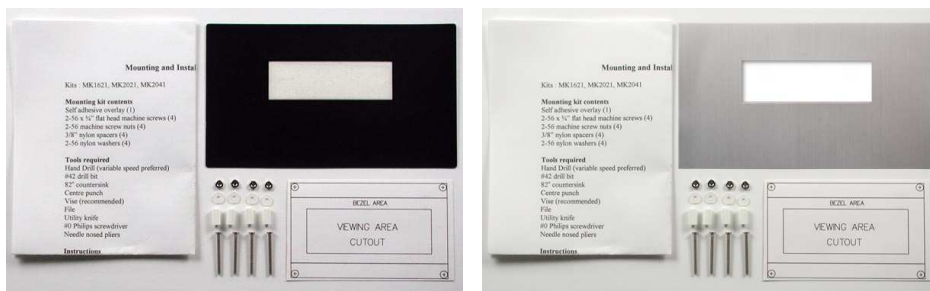 Mounting and Instal
Kits : MK1621, MK2021, MK2041
Mounting kit contents
Self adhesive overlay (1)
2-56 x ¾" flat head machine screws (4)
2-56 machine screw nuts (4)
3/8" nylon spacers (4)
2-56 nylon washers (4)
Tools required
Hand Drill (variable speed preferred)
#42 drill bit
82° countersink
Centre punch
Vise (recommended)
File
Utility knife
#0 Philips screwdriver
Needle nosed pliers
Instructions
BEZEL AREA
VIEWING AREA
CUTOUT
Mounting and Instal
Kits : MK1621, MK2021, MK2041
Mounting kit contents
Self adhesive overlay (1)
2-56 x ¾" flat head machine screws (4)
2-56 machine screw nuts (4)
3/8" nylon spacers (4)
2-56 nylon washers (4)
Tools required
Hand Drill (variable speed preferred)
#42 drill bit
82° countersink
Centre punch
Vise (recommended)
File
Utility knife
#0 Philips screwdriver
Needle nosed pliers
Instructions
BEZEL AREA
VIEWING AREA
CUTOUT